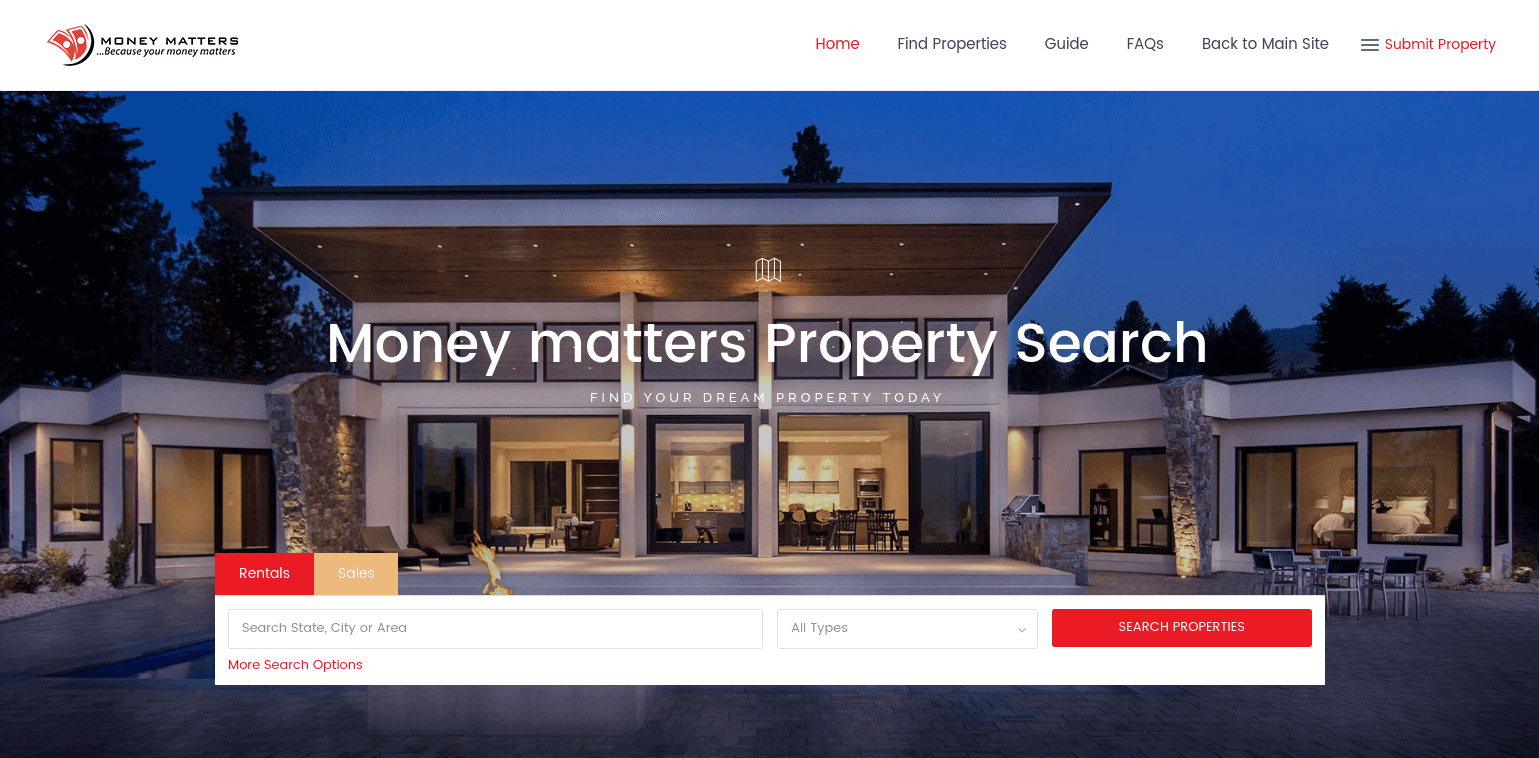 MONEY MATTERS
...Because your money matters
Home
Find Properties
Guide
FAQs
Back to Main Site
Submit Property
Money matters Property Search
FIND YOUR DREAM PROPERTY TODAY
Rentals
Sales
Search State, City or Area
All Types
SEARCH PROPERTIES
More Search Options